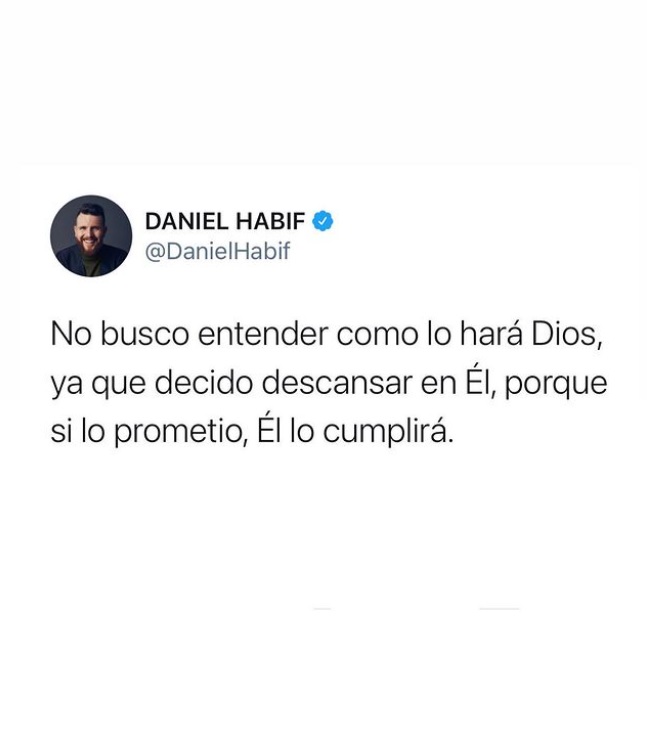 DANIEL HABIF
@DanielHabif
No busco entender como lo hará Dios,
ya que decido descansar en Él, porque
si lo prometio, Él lo cumplirá.